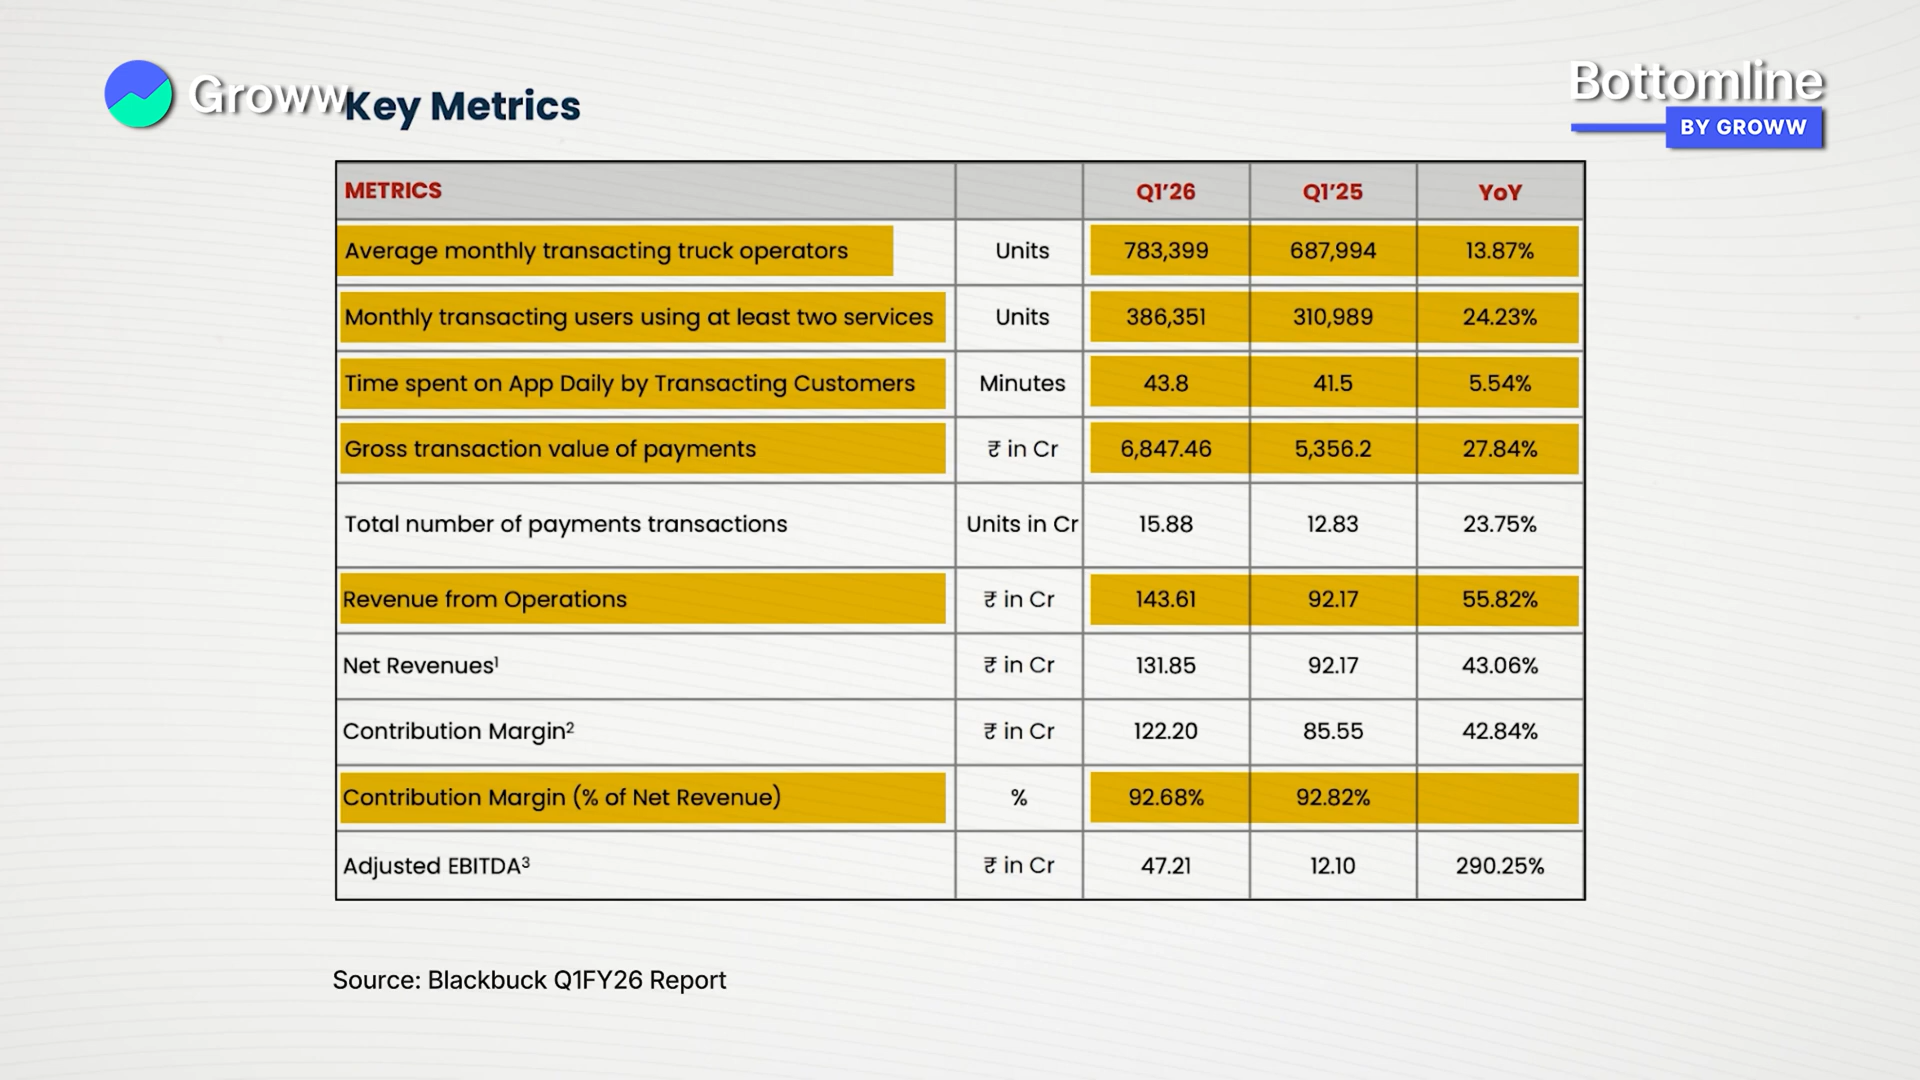 Groww
Key Metrics
Bottomline
BY GROWW
METRICS Q1'26 Q1'25 YoY
Average monthly transacting truck operators Units 783,399 687,994 13.87%
Monthly transacting users using at least two services Units 386,351 310,989 24.23%
Time spent on App Daily by Transacting Customers Minutes 43.8 41.5 5.54%
Gross transaction value of payments ₹ in Cr 6,847.46 5,356.2 27.84%
Total number of payments transactions Units in Cr 15.88 12.83 23.75%
Revenue from Operations ₹ in Cr 143.61 92.17 55.82%
Net Revenues¹ ₹ in Cr 131.85 92.17 43.06%
Contribution Margin² ₹ in Cr 122.20 85.55 42.84%
Contribution Margin (% of Net Revenue) % 92.68% 92.82%
Adjusted EBITDA³ ₹ in Cr 47.21 12.10 290.25%
Source: Blackbuck Q1FY26 Report